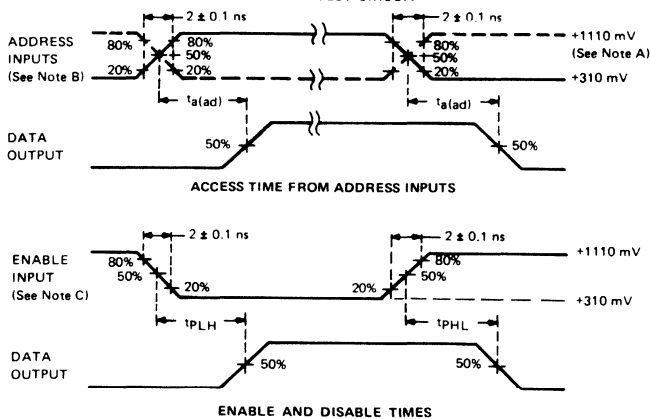 2 ± 0.1 ns
2 ± 0.1 ns
ADDRESS
INPUTS
(See Note B)
80%
20%
80%
50%
20%
80%
50%
20%
+1110 mV
(See Note A)
+310 mV
ta(ad)
ta(ad)
DATA
OUTPUT
50%
50%
ACCESS TIME FROM ADDRESS INPUTS
2 ± 0.1 ns
2 ± 0.1 ns
ENABLE
INPUT
(See Note C)
80%
50%
20%
80%
50%
20%
+1110 mV
+310 mV
tPLH
tPHL
DATA
OUTPUT
50%
50%
ENABLE AND DISABLE TIMES